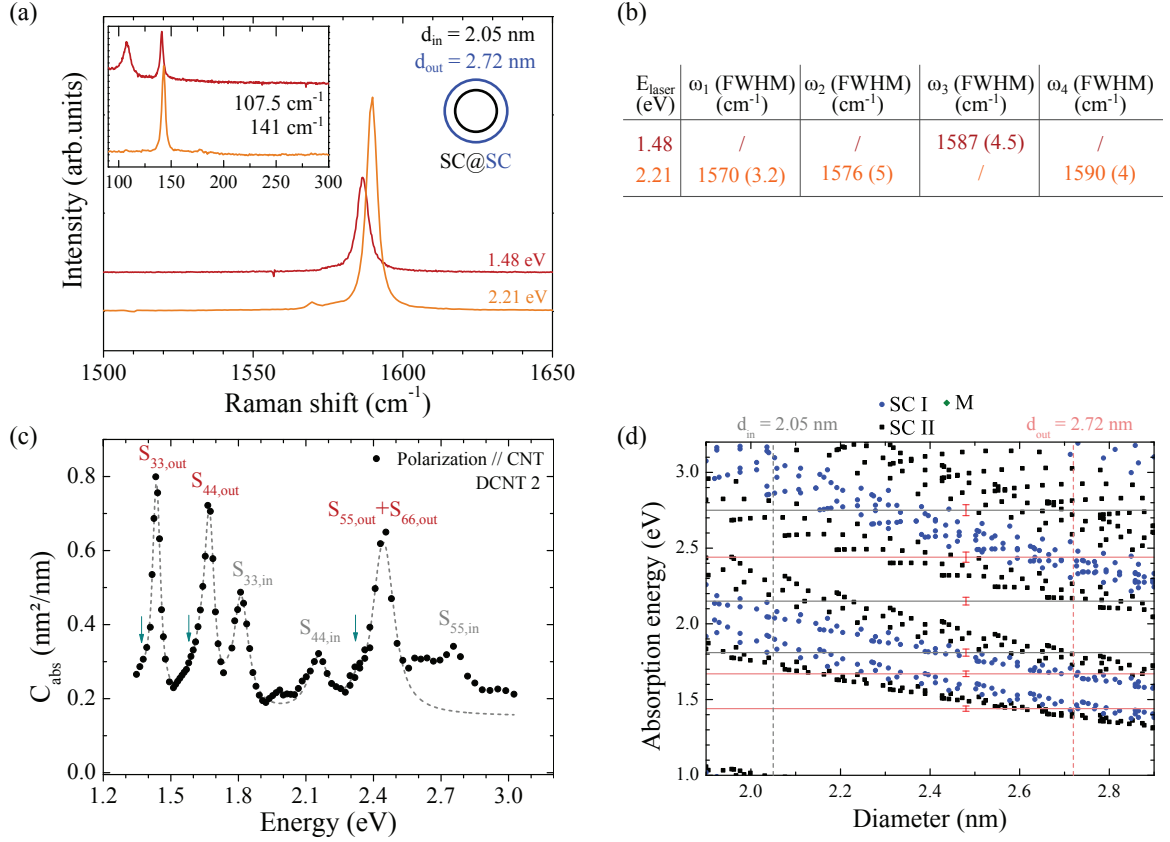 (a)
d_in = 2.05 nm
d_out = 2.72 nm
SC@SC
107.5 cm⁻¹
141 cm⁻¹
100 150 200 250 300
1.48 eV
2.21 eV
Intensity (arb.units)
1500 1550 1600 1650
Raman shift (cm⁻¹)
(b)
E_laser (eV) ω₁ (FWHM) (cm⁻¹) ω₂ (FWHM) (cm⁻¹) ω₃ (FWHM) (cm⁻¹) ω₄ (FWHM) (cm⁻¹)
1.48 / / 1587 (4.5) /
2.21 1570 (3.2) 1576 (5) / 1590 (4)
(c)
S_33,out
S_44,out
S_33,in
S_44,in
S_55,out+S_66,out
S_55,in
Polarization // CNT
DCNT 2
C_abs (nm²/nm)
0.8
0.6
0.4
0.2
0.0
1.2 1.5 1.8 2.1 2.4 2.7 3.0
Energy (eV)
(d)
SC I M
SC II
d_in = 2.05 nm
d_out = 2.72 nm
Absorption energy (eV)
3.0
2.5
2.0
1.5
1.0
2.0 2.2 2.4 2.6 2.8
Diameter (nm)